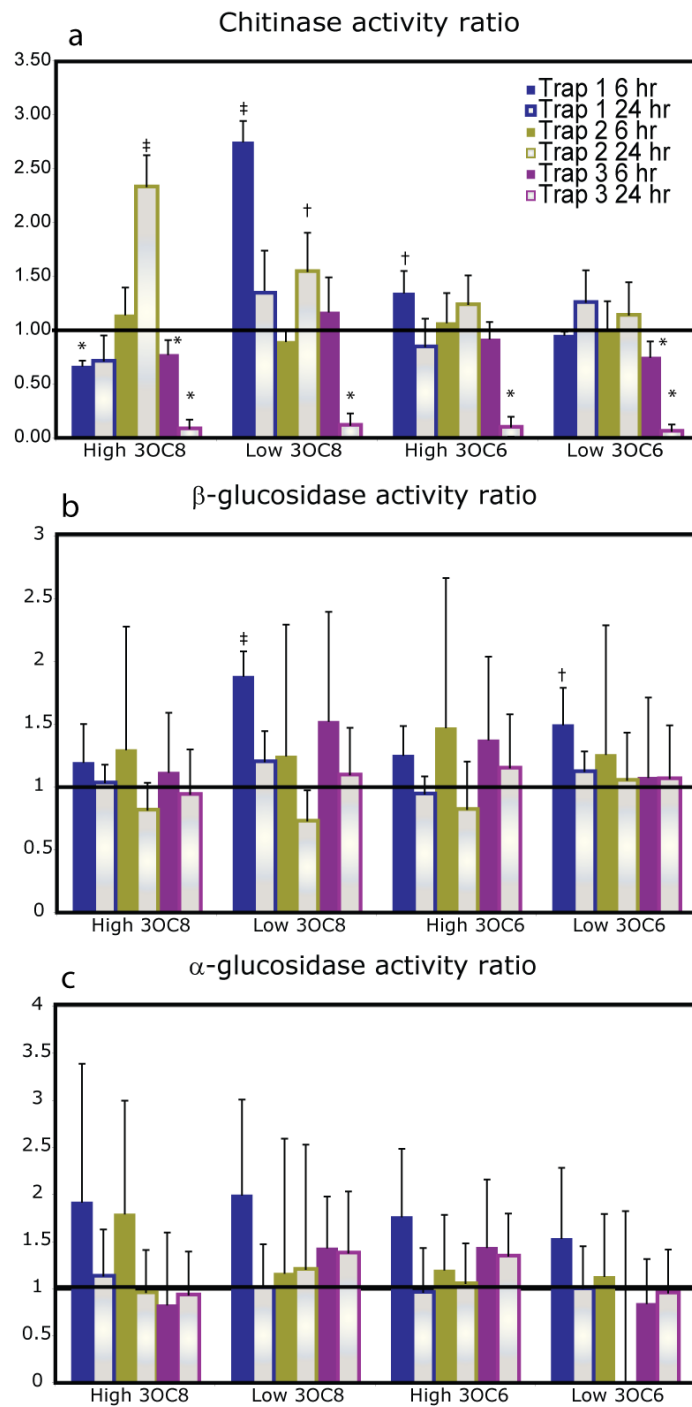 Chitinase activity ratio
a
3.50
3.00
2.50
2.00
1.50
1.00
0.50
0.00
Trap 1 6 hr
Trap 1 24 hr
Trap 2 6 hr
Trap 2 24 hr
Trap 3 6 hr
Trap 3 24 hr
* ‡ * * ‡ † * † * * *
High 3OC8 Low 3OC8 High 3OC6 Low 3OC6
β-glucosidase activity ratio
b
3
2.5
2
1.5
1
0.5
0
‡ †
High 3OC8 Low 3OC8 High 3OC6 Low 3OC6
α-glucosidase activity ratio
c
4
3.5
3
2.5
2
1.5
1
0.5
0
High 3OC8 Low 3OC8 High 3OC6 Low 3OC6